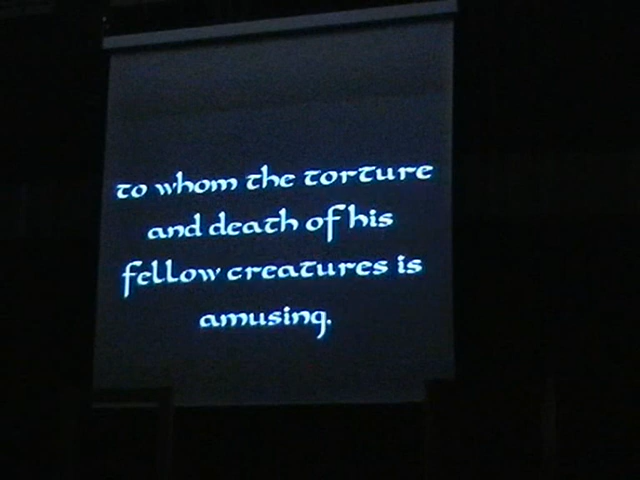 to whom the torture
and death of his
fellow creatures is
amusing.